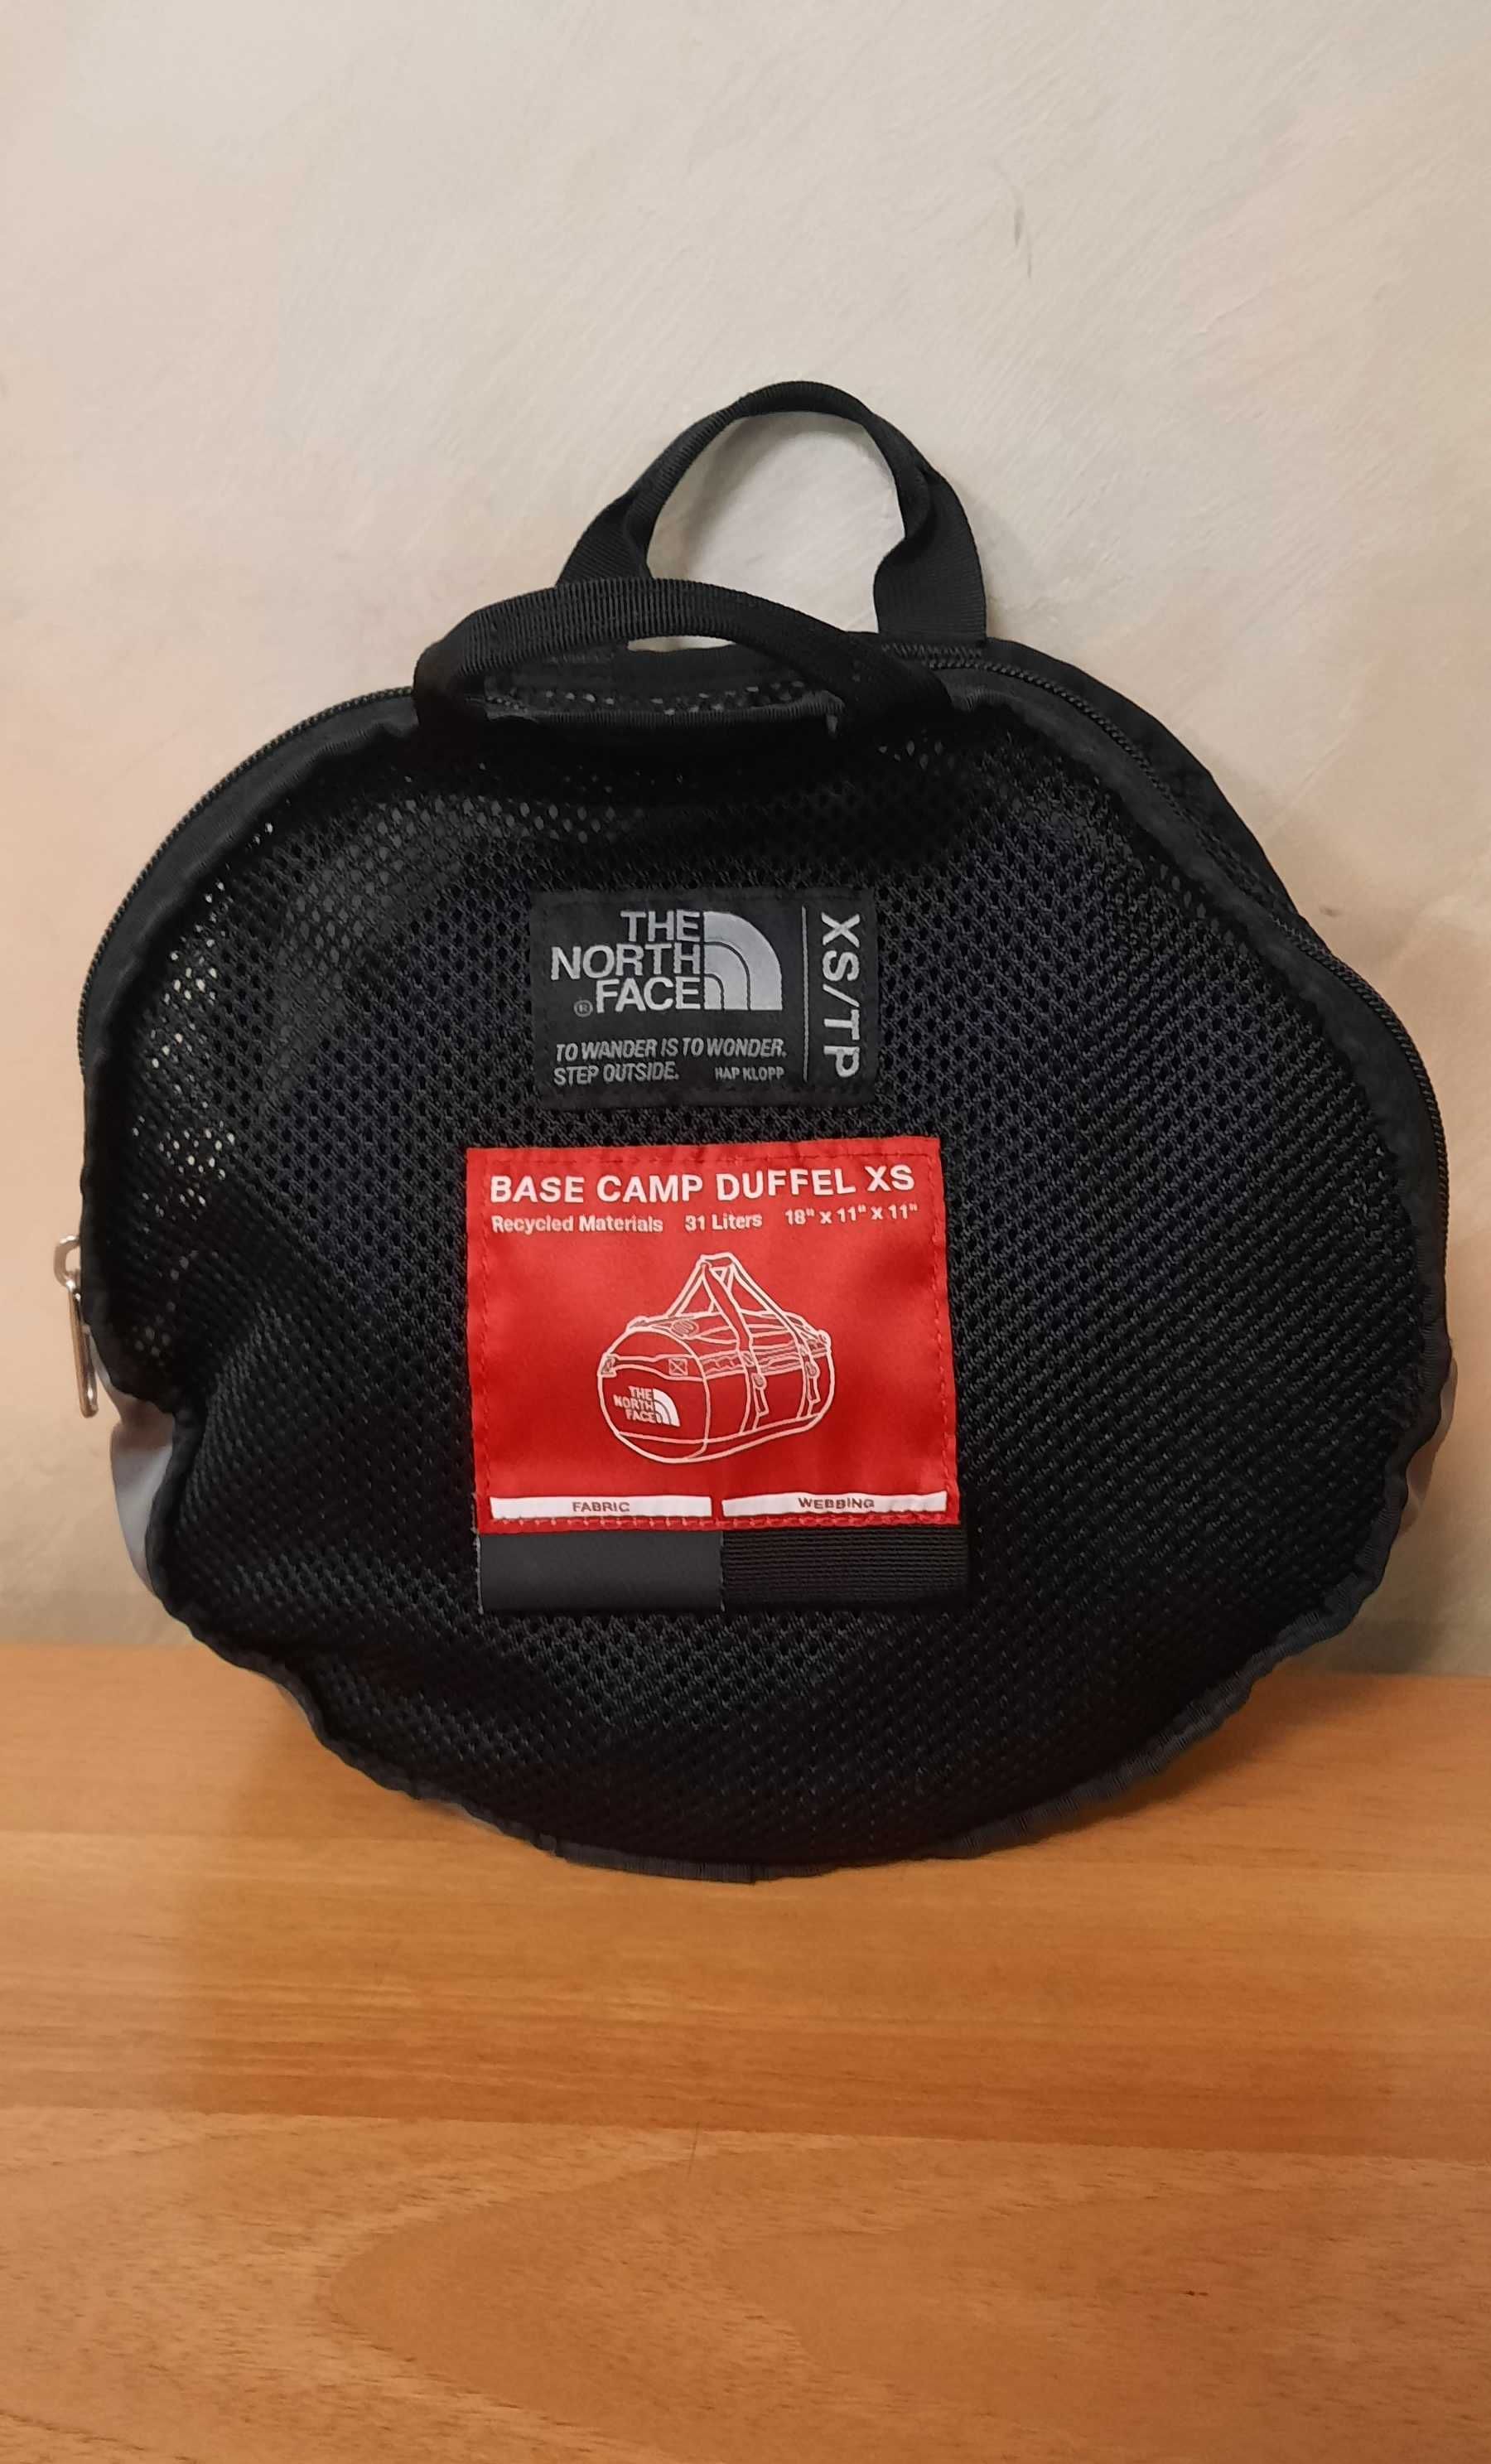 THE
NORTH
® FACE
XS/TP
TO WANDER IS TO WONDER.
STEP OUTSIDE. HAP KLOPP
BASE CAMP DUFFEL XS
Recycled Materials 31 Liters 18" x 11" x 11"
THE
NORTH
FACE
FABRIC WEBBING